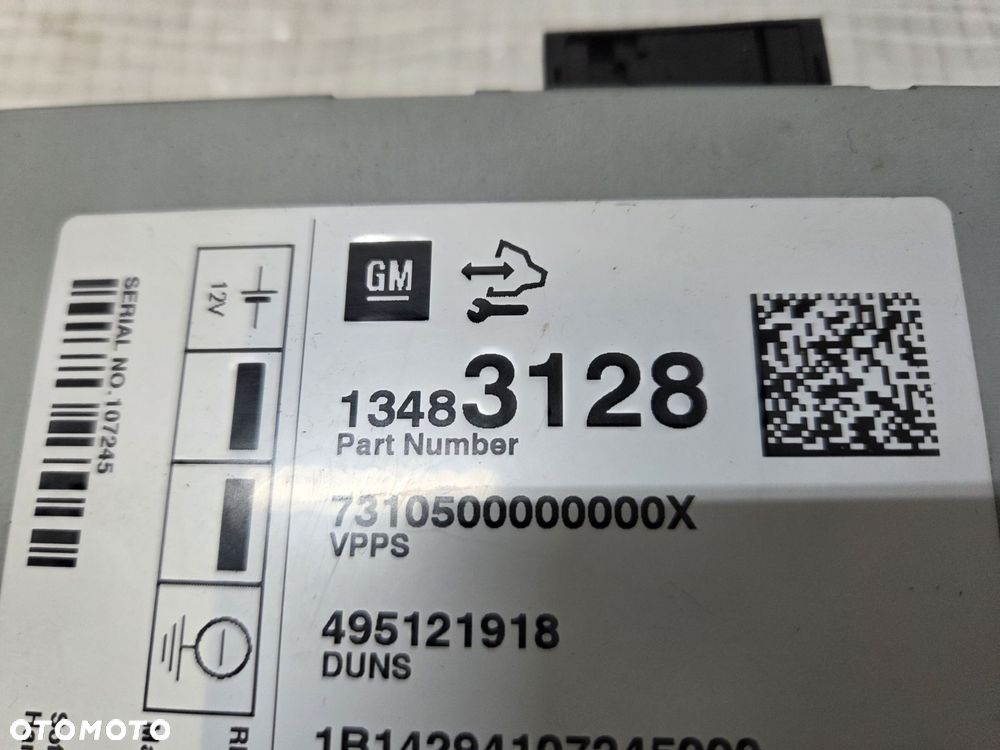 GM
13483128
Part Number
7310500000000X
VPPS
495121918
DUNS
SERIAL NO. 107245
12V
OTOMOTO